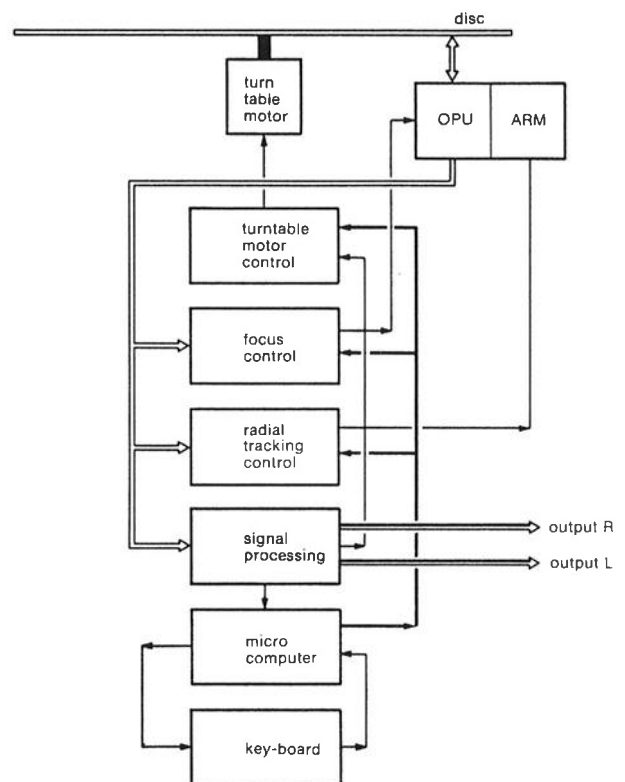 disc
turn
table
motor
OPU
ARM
turntable
motor
control
focus
control
radial
tracking
control
signal
processing
output R
output L
micro
computer
key-board